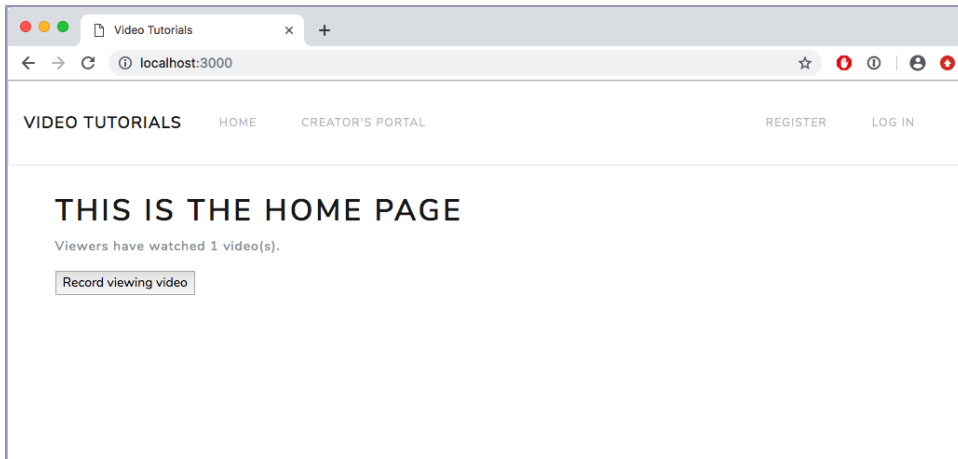 Video Tutorials
localhost:3000
VIDEO TUTORIALS HOME CREATOR'S PORTAL REGISTER LOG IN
THIS IS THE HOME PAGE
Viewers have watched 1 video(s).
Record viewing video